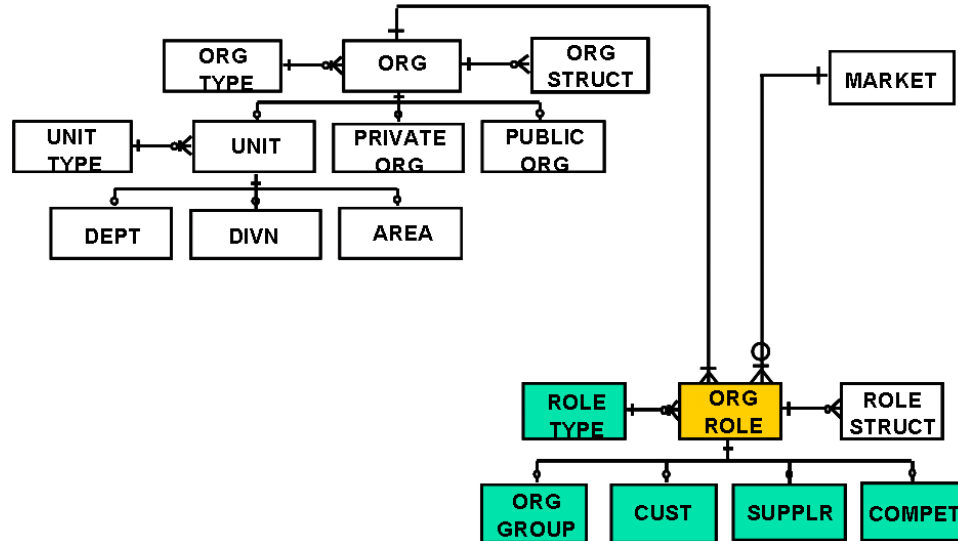 ORG
TYPE
ORG
ORG
STRUCT
MARKET
UNIT
TYPE
UNIT
PRIVATE
ORG
PUBLIC
ORG
DEPT
DIVN
AREA
ROLE
TYPE
ORG
ROLE
ROLE
STRUCT
ORG
GROUP
CUST
SUPPLR
COMPET